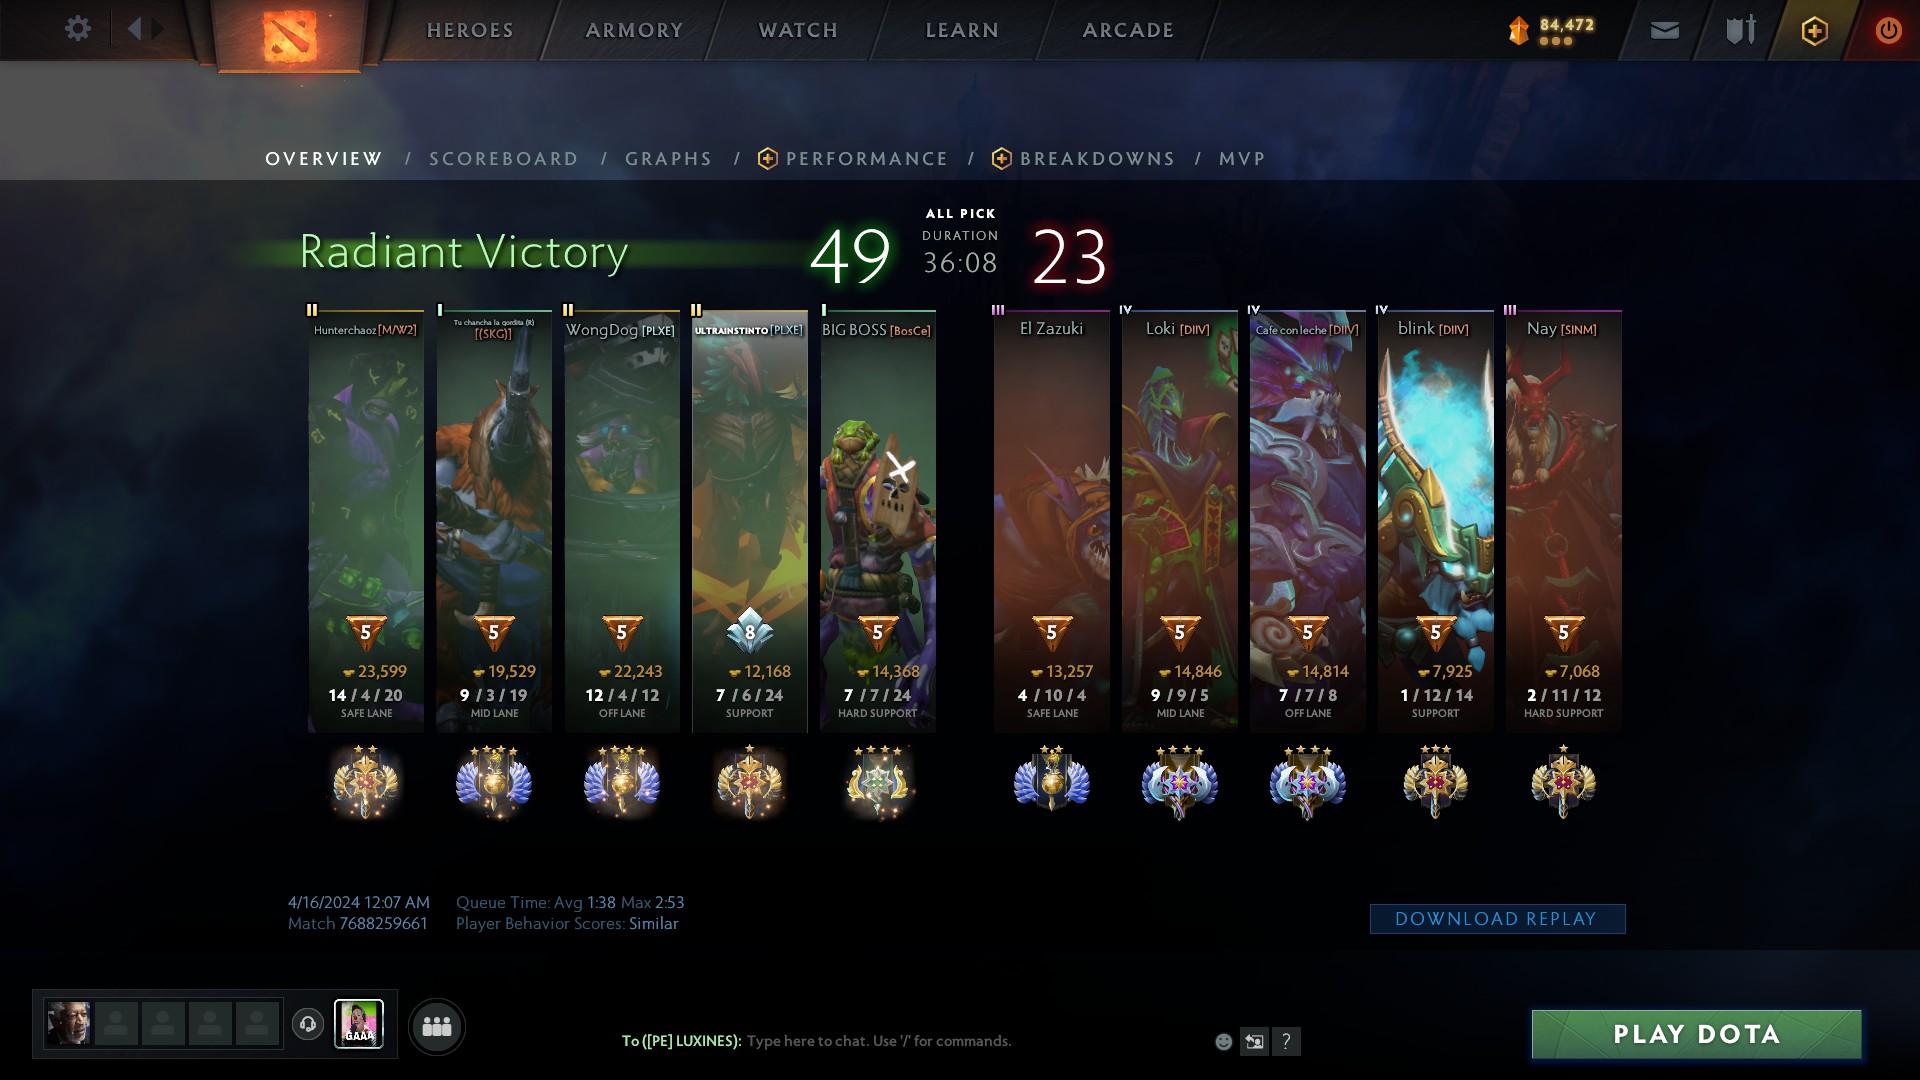 HEROES
ARMORY
WATCH
LEARN
ARCADE
84,472
OVERVIEW / SCOREBOARD / GRAPHS / PERFORMANCE / BREAKDOWNS / MVP
Radiant Victory
49
ALL PICK
DURATION
36:08
23
II
Hunterchaoz [M/W2]
5
23,599
14 / 4 / 20
SAFE LANE
I
Tu chancha la gordita (R)
[(SKG)]
5
19,529
9 / 3 / 19
MID LANE
II
WongDog [PLXE]
5
22,243
12 / 4 / 12
OFF LANE
II
ULTRAINSTINTO [PLXE]
8
12,168
7 / 6 / 24
SUPPORT
I
BIG BOSS [BosCe]
5
14,368
7 / 7 / 24
HARD SUPPORT
III
El Zazuki
5
13,257
4 / 10 / 4
SAFE LANE
IV
Loki [DIIV]
5
14,846
9 / 9 / 5
MID LANE
IV
Cafe con leche [DIIV]
5
14,814
7 / 7 / 8
OFF LANE
IV
blink [DIIV]
5
7,925
1 / 12 / 14
SUPPORT
III
Nay [SINM]
5
7,068
2 / 11 / 12
HARD SUPPORT
4/16/2024 12:07 AM
Queue Time: Avg 1:38 Max 2:53
Match 7688259661
Player Behavior Scores: Similar
DOWNLOAD REPLAY
GAAA
To ([PE] LUXINES): Type here to chat. Use '/' for commands.
?
PLAY DOTA